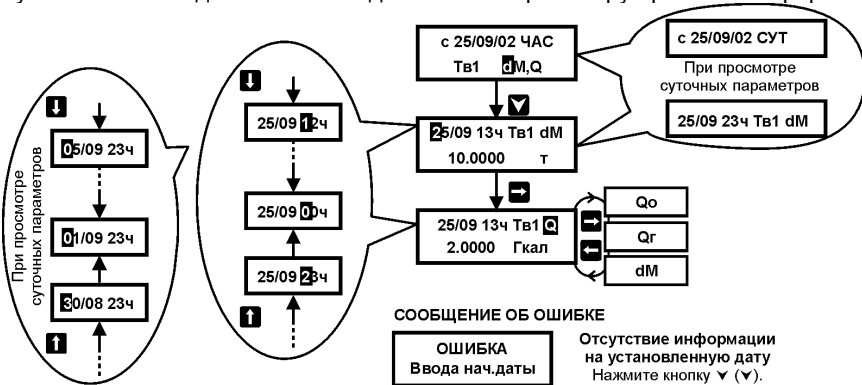 При просмотре
суточных параметров
05/09 23ч
01/09 23ч
30/08 23ч
25/09 12ч
25/09 00ч
25/09 23ч
с 25/09/02 ЧАС
Тв1 dM,Q
25/09 13ч Тв1 dM
10.0000 т
25/09 13ч Тв1 Q
2.0000 Гкал
с 25/09/02 СУТ
При просмотре
суточных параметров
25/09 23ч Тв1 dM
Qо
Qг
dM
СООБЩЕНИЕ ОБ ОШИБКЕ
ОШИБКА
Ввода нач.даты
Отсутствие информации
на установленную дату
Нажмите кнопку ⮟ (▼).